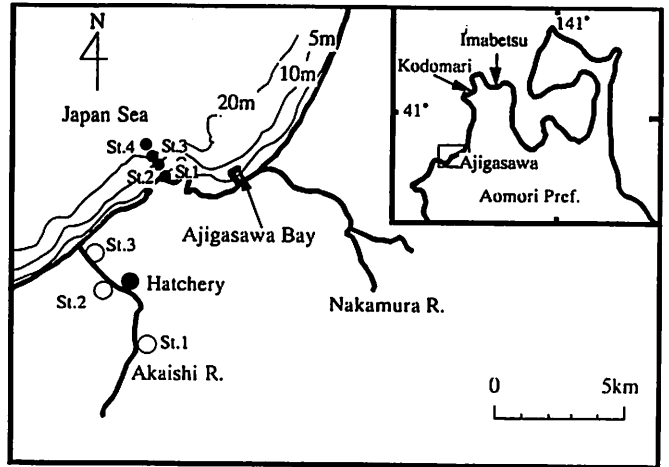 N
5m
10m
20m
Japan Sea
St.4
St.3
St.2
St.1
Ajigasawa Bay
St.3
Hatchery
St.2
Nakamura R.
St.1
Akaishi R.
0 5km
141°
Imabetsu
Kodomari
41°
Ajigasawa
Aomori Pref.